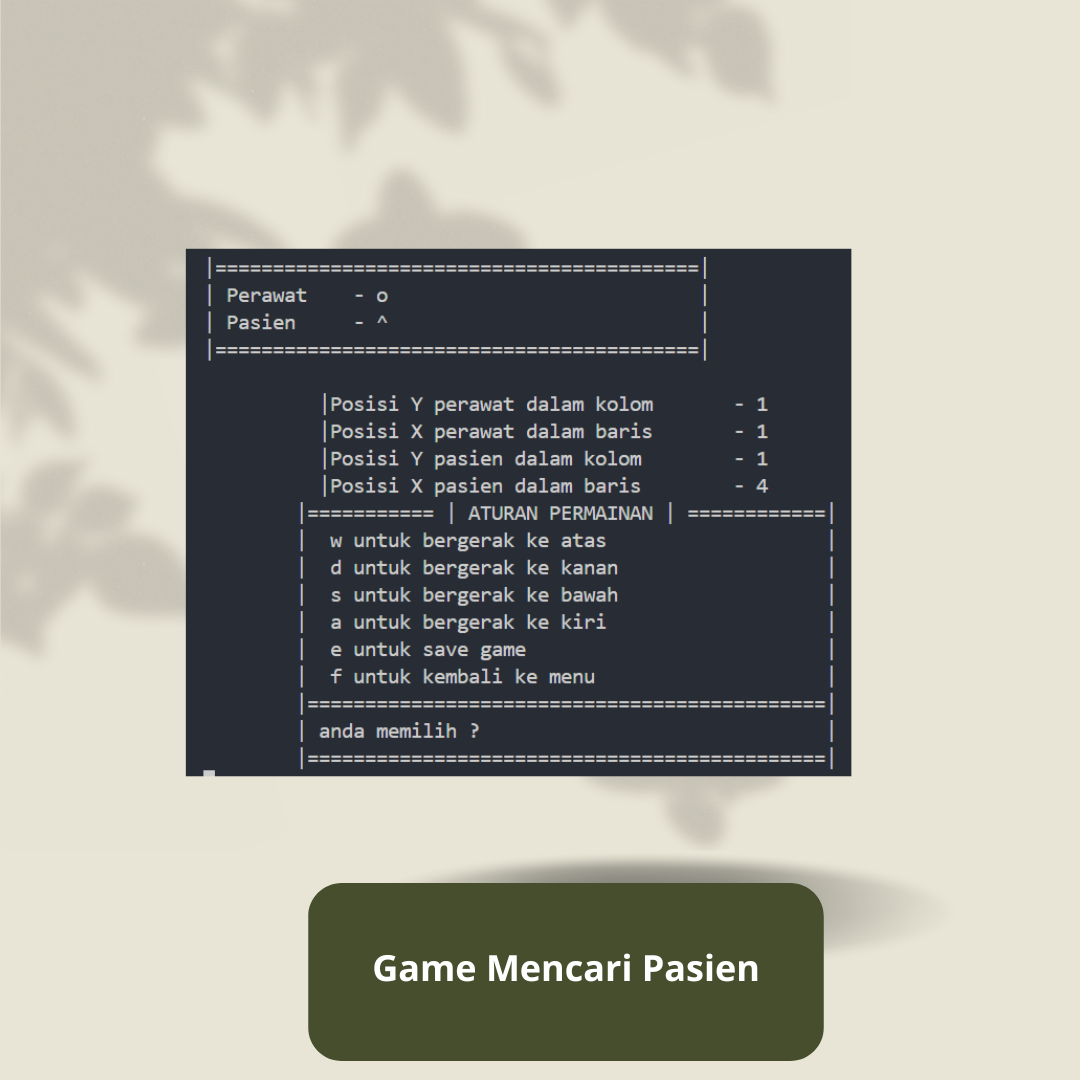 |==========================================|
| Perawat    - o                           |
| Pasien     - ^                           |
|==========================================|
|Posisi Y perawat dalam kolom       - 1
|Posisi X perawat dalam baris       - 1
|Posisi Y pasien dalam kolom        - 1
|Posisi X pasien dalam baris        - 4
|=========== | ATURAN PERMAINAN | ============|
|  w untuk bergerak ke atas                   |
|  d untuk bergerak ke kanan                  |
|  s untuk bergerak ke bawah                  |
|  a untuk bergerak ke kiri                   |
|  e untuk save game                          |
|  f untuk kembali ke menu                    |
|=============================================|
| anda memilih ?                              |
|=============================================|
Game Mencari Pasien